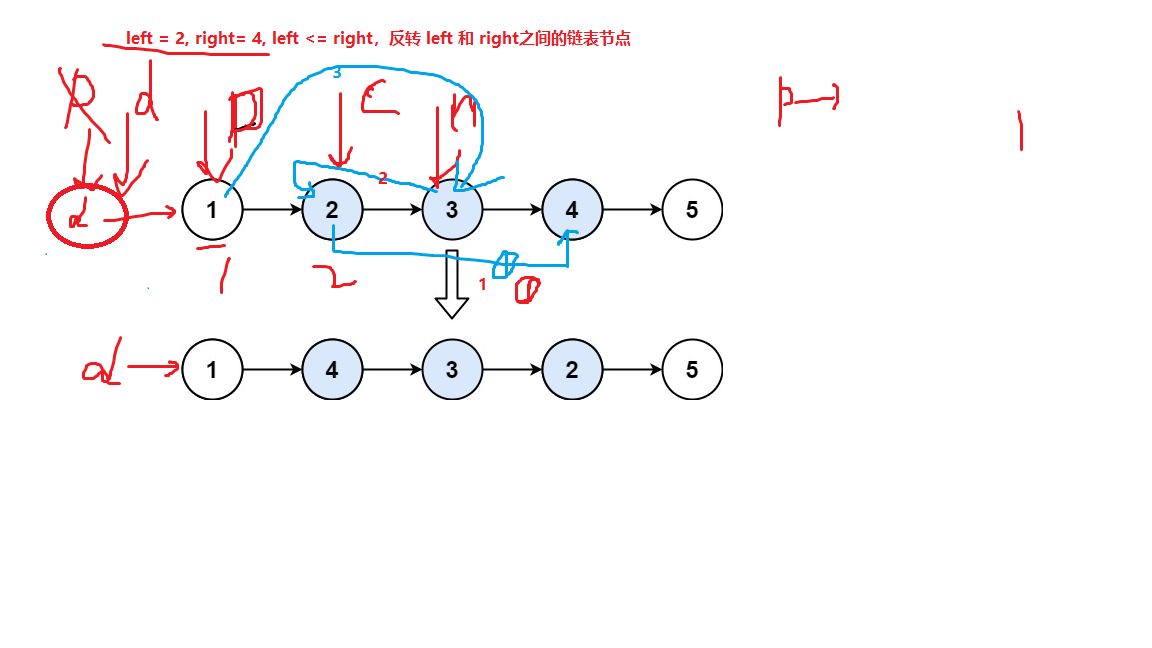 left = 2, right= 4, left <= right，反转 left 和 right之间的链表节点
3
p d p c n
2
d 1 2 3 4 5
1 2 1
d 1 4 3 2 5